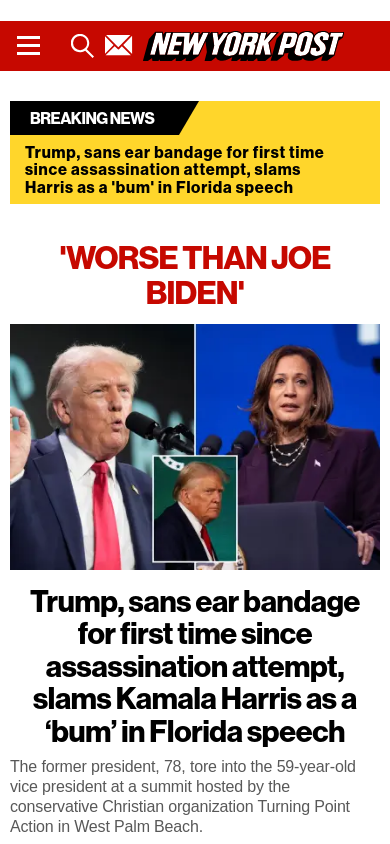 NEW YORK POST
BREAKING NEWS
Trump, sans ear bandage for first time
since assassination attempt, slams
Harris as a 'bum' in Florida speech
'WORSE THAN JOE
BIDEN'
Trump, sans ear bandage
for first time since
assassination attempt,
slams Kamala Harris as a
‘bum’ in Florida speech
The former president, 78, tore into the 59-year-old
vice president at a summit hosted by the
conservative Christian organization Turning Point
Action in West Palm Beach.